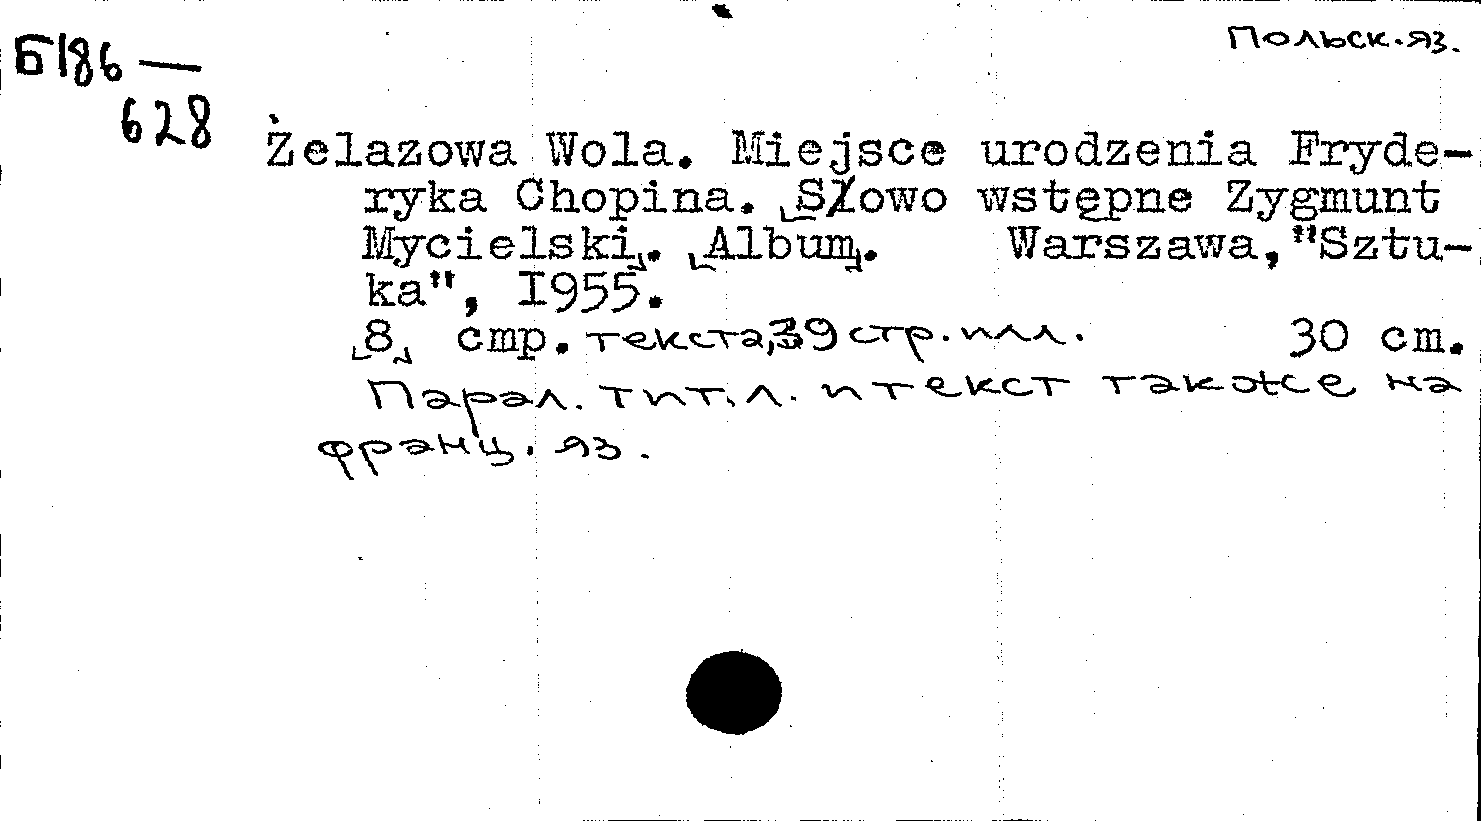 Польск. яз.
Б186 —
628
Żelazowa Wola. Miejsce urodzenia Fryde-
ryka Chopina. [Słowo wstępne Zygmunt
Mycielski]. [Album]. Warszawa, "Sztu-
ka", 1955.
[8] стр. текста, 39 стр. илл. 30 cm.
Парал. тит. л. и текст также на
франц. яз.